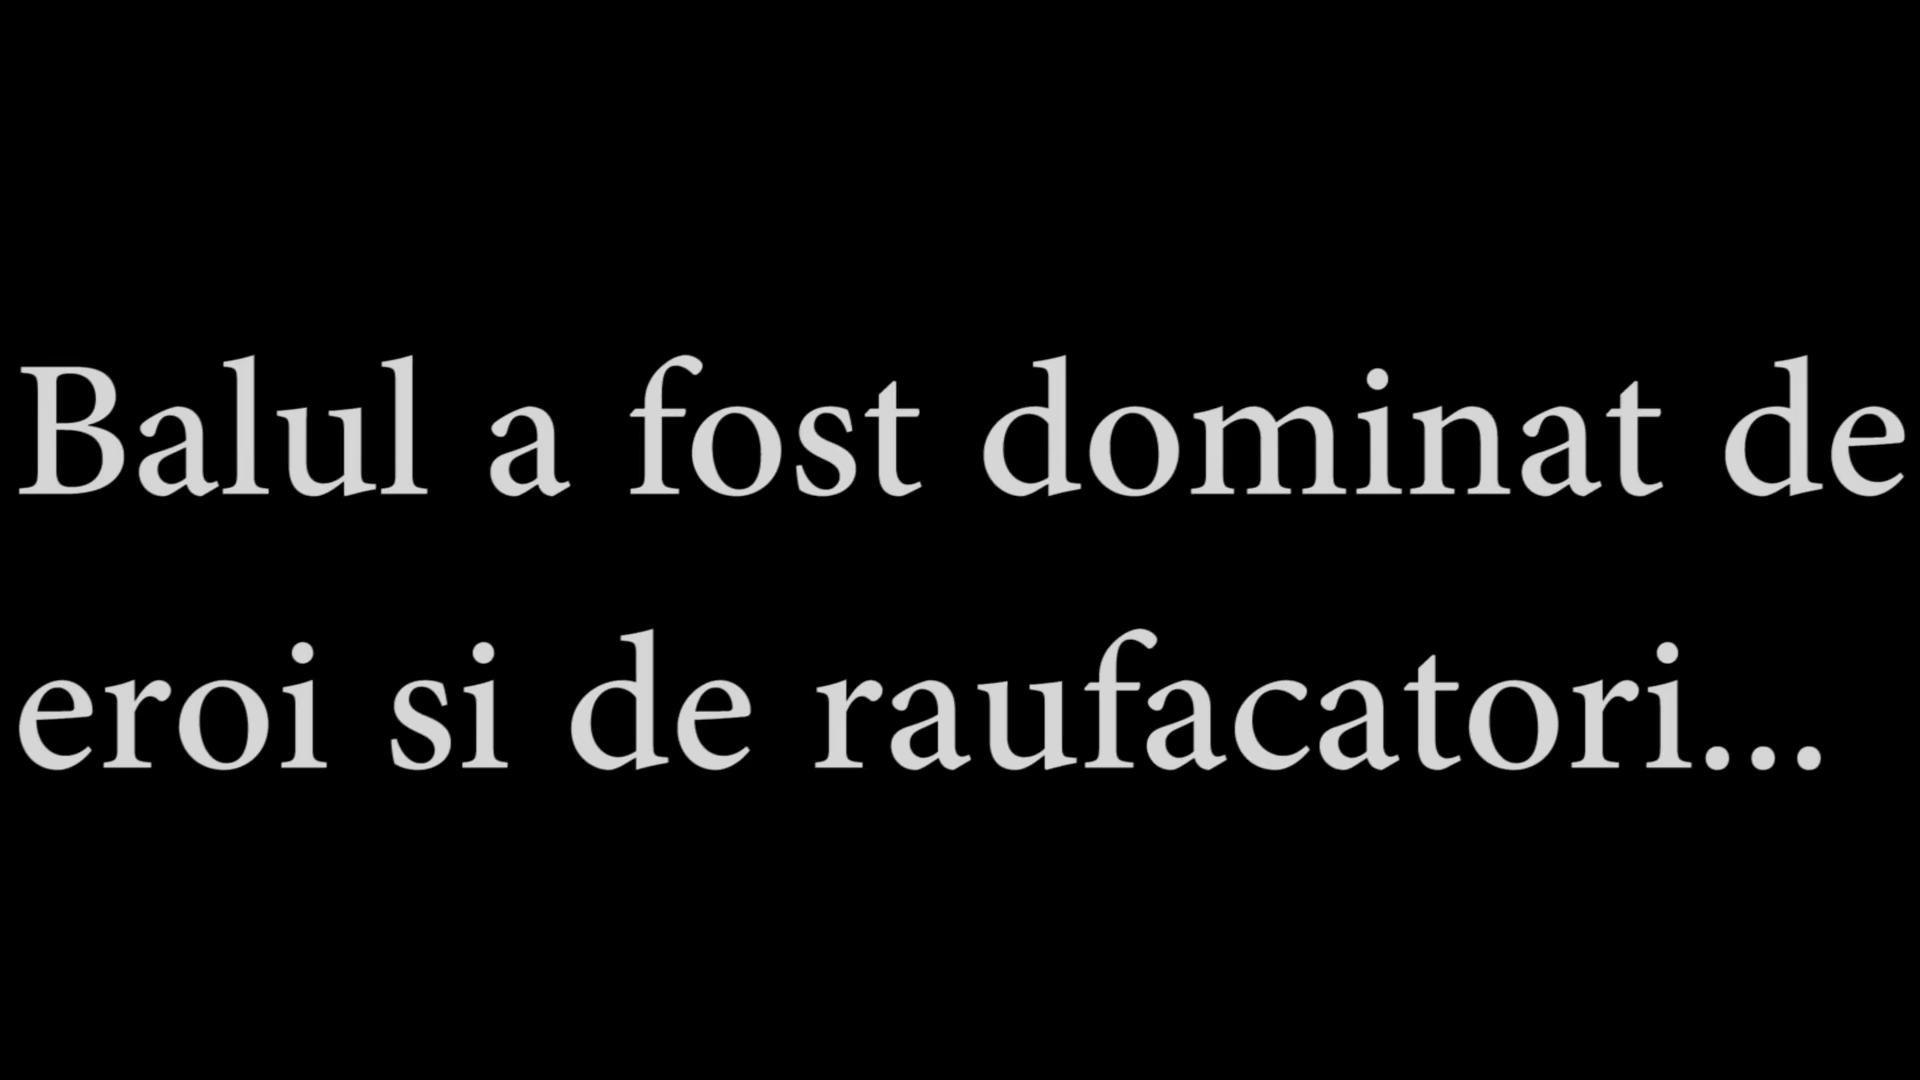 Balul a fost dominat de
eroi si de raufacatori...